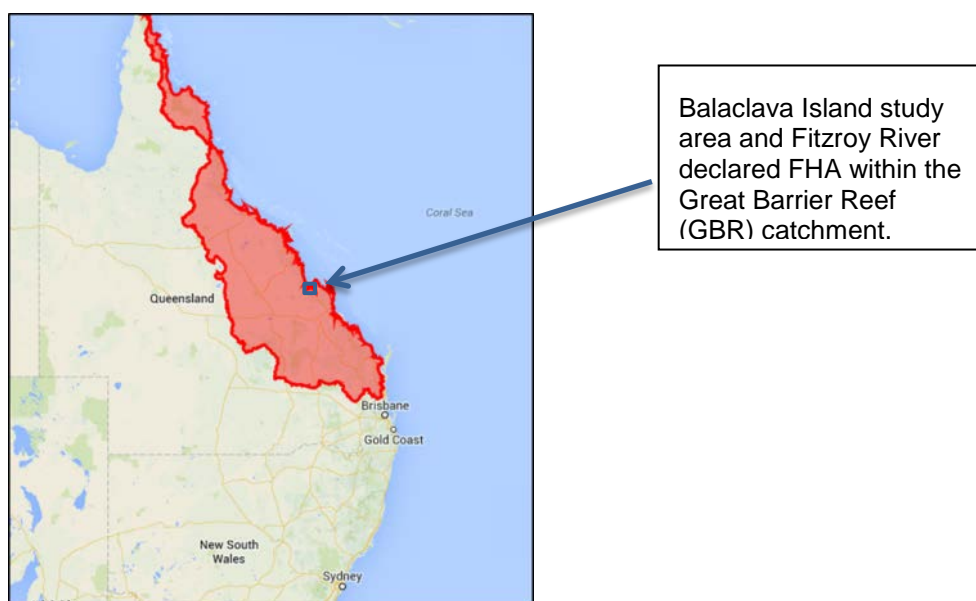 Balaclava Island study
area and Fitzroy River
declared FHA within the
Great Barrier Reef
(GBR) catchment.
Coral Sea
Queensland
Brisbane
Gold Coast
New South
Wales
Sydney